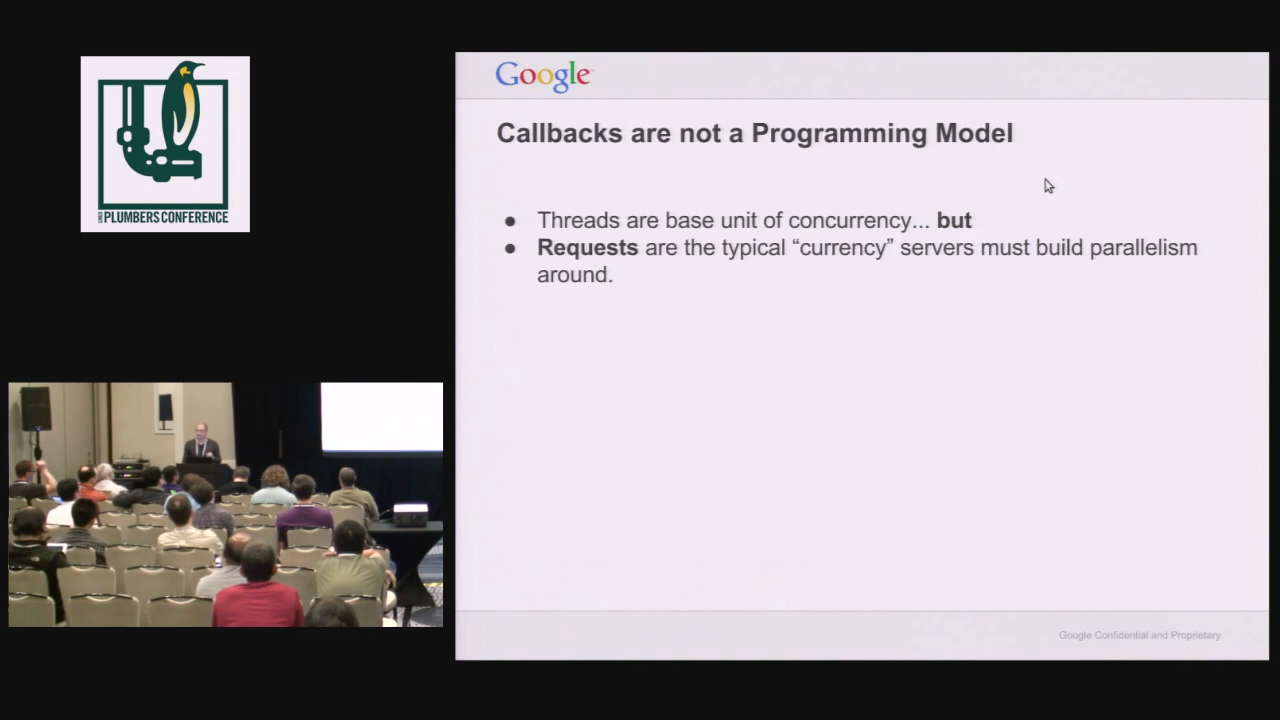 LINUX PLUMBERS CONFERENCE
Google
Callbacks are not a Programming Model
● Threads are base unit of concurrency... but
● Requests are the typical “currency” servers must build parallelism
around.
Google Confidential and Proprietary